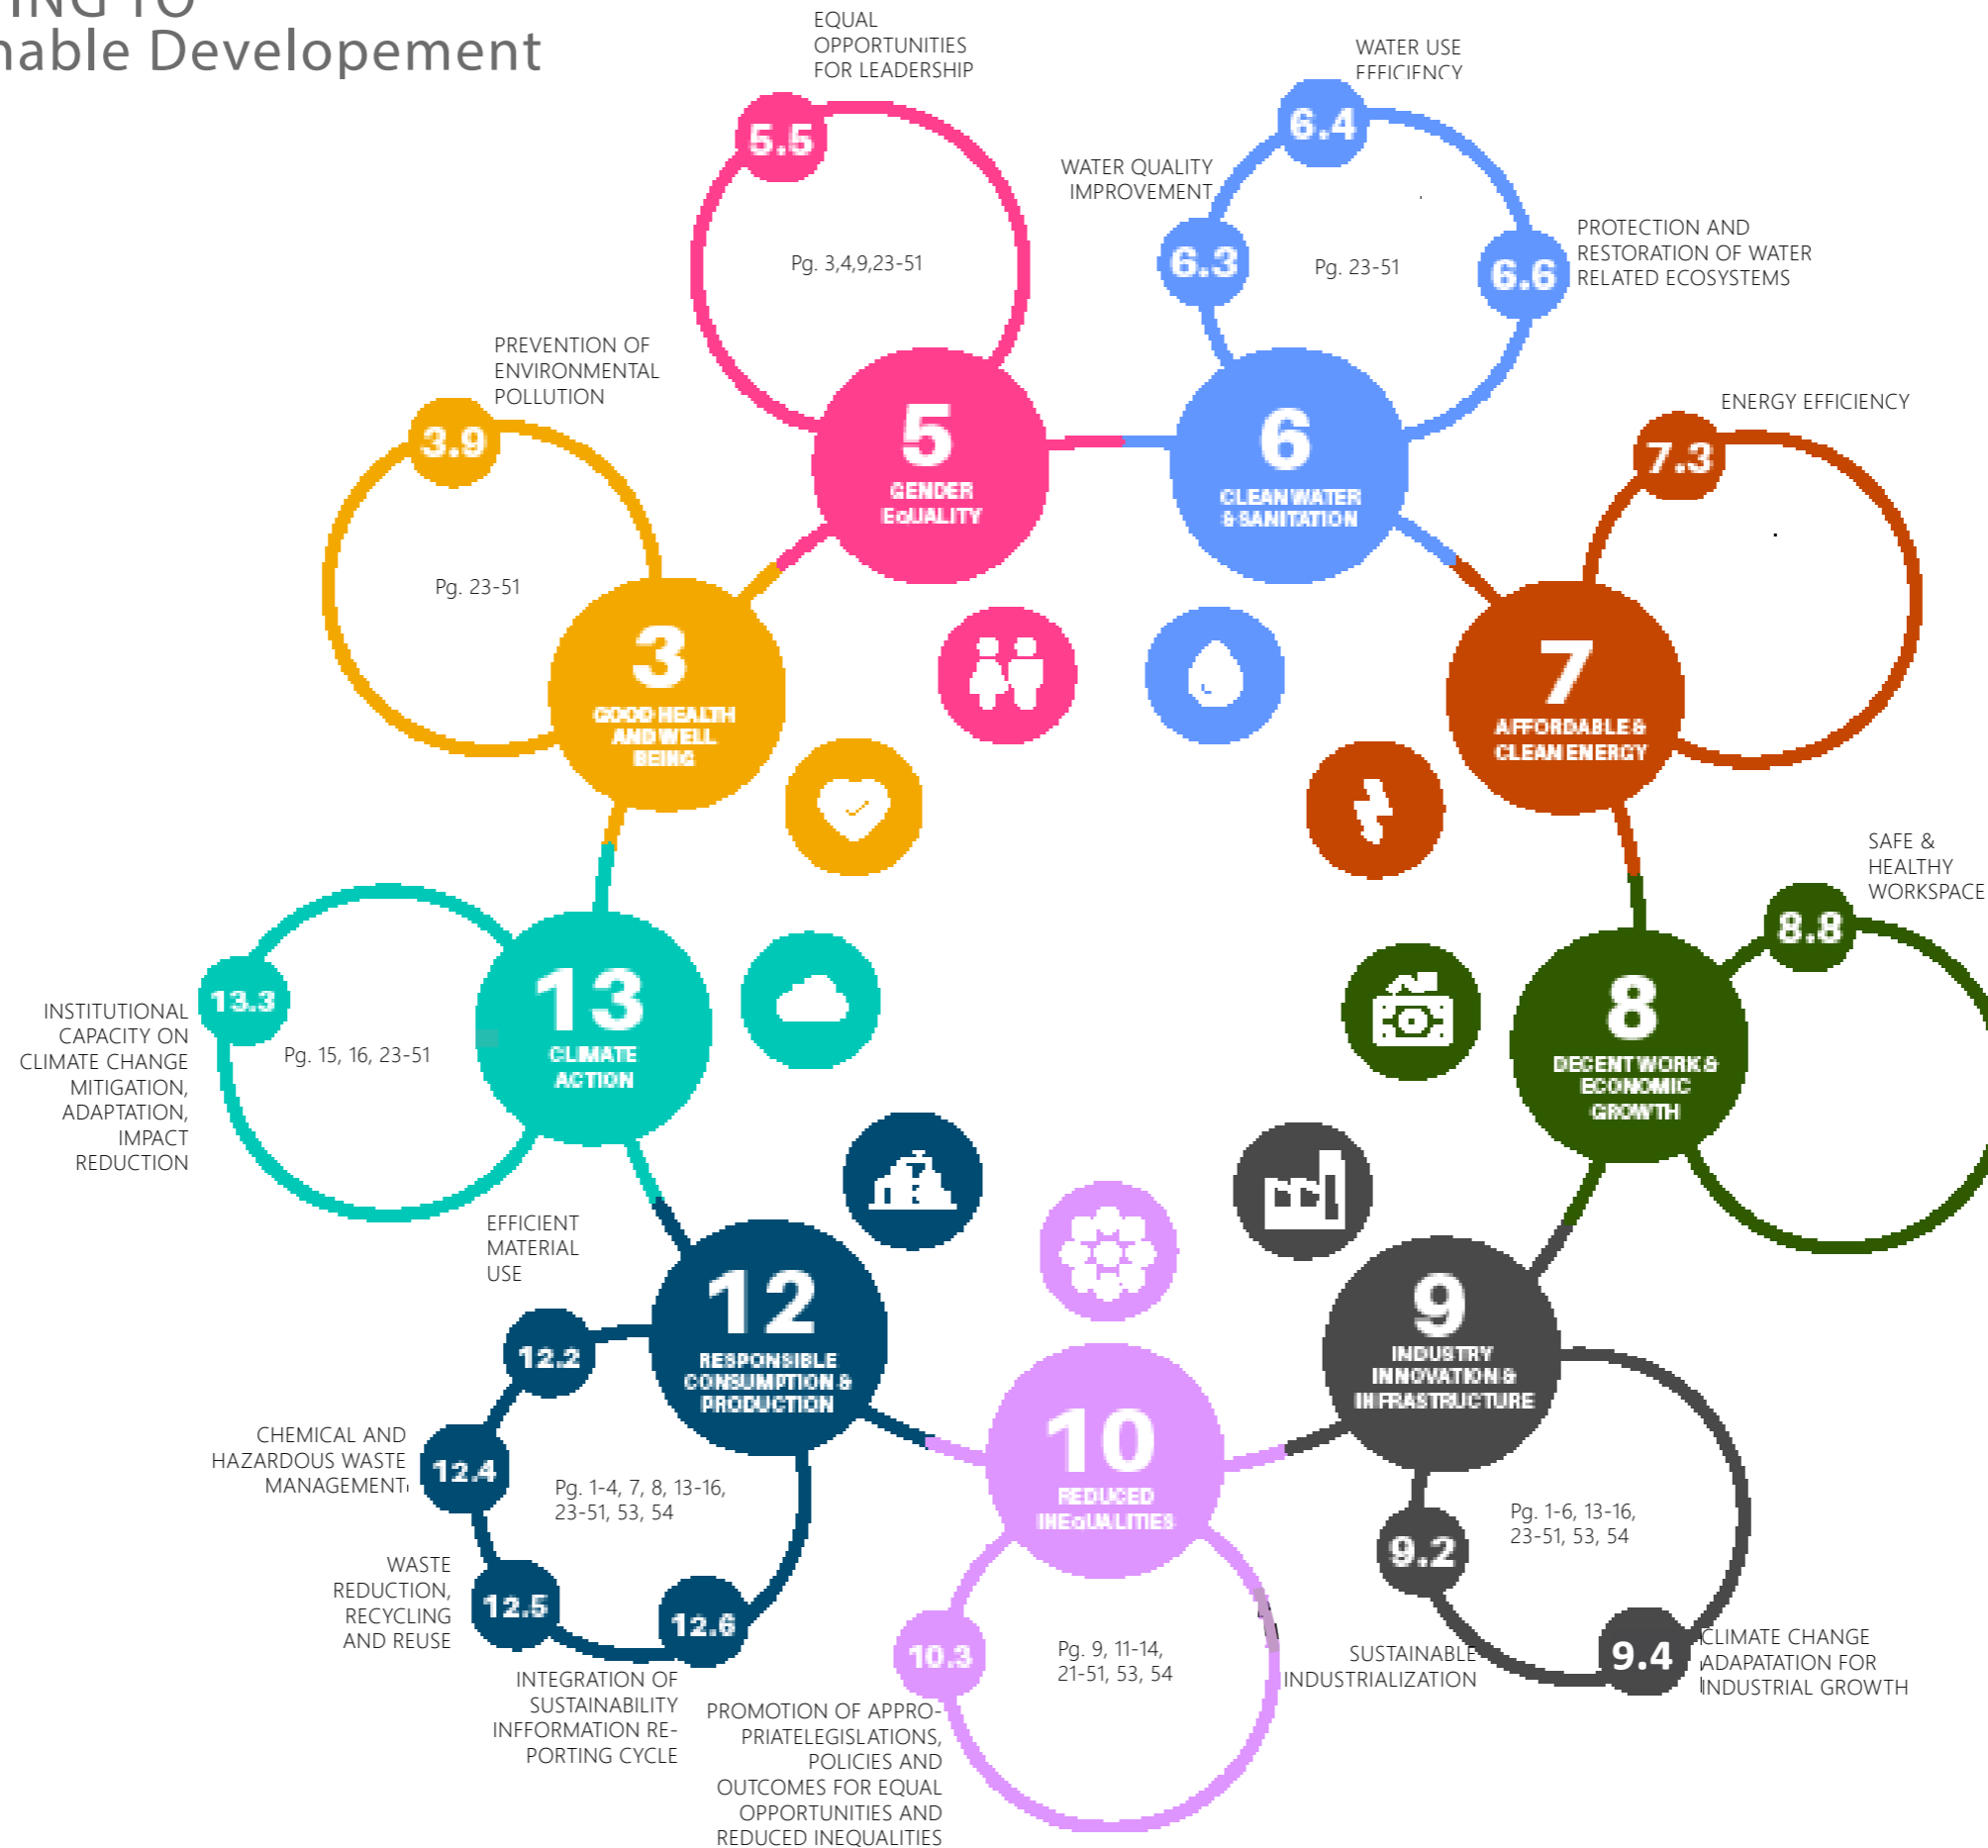 ING TO
nable Developement
EQUAL
OPPORTUNITIES
FOR LEADERSHIP
5.5
Pg. 3,4,9,23-51
5
GENDER
EQUALITY
WATER USE
EFFICIENCY
6.4
WATER QUALITY
IMPROVEMENT
6.3
Pg. 23-51
PROTECTION AND
RESTORATION OF WATER
RELATED ECOSYSTEMS
6.6
6
CLEAN WATER
& SANITATION
PREVENTION OF
ENVIRONMENTAL
POLLUTION
3.9
Pg. 23-51
3
GOOD HEALTH
AND WELL
BEING
ENERGY EFFICIENCY
7.3
7
AFFORDABLE &
CLEAN ENERGY
SAFE &
HEALTHY
WORKSPACE
8.8
8
DECENT WORK &
ECONOMIC
GROWTH
13.3
INSTITUTIONAL
CAPACITY ON
CLIMATE CHANGE
MITIGATION,
ADAPTATION,
IMPACT
REDUCTION
Pg. 15, 16, 23-51
13
CLIMATE
ACTION
EFFICIENT
MATERIAL
USE
12
RESPONSIBLE
CONSUMPTION &
PRODUCTION
12.2
CHEMICAL AND
HAZARDOUS WASTE
MANAGEMENT
12.4
Pg. 1-4, 7, 8, 13-16,
23-51, 53, 54
WASTE
REDUCTION,
RECYCLING
AND REUSE
12.5
12.6
INTEGRATION OF
SUSTAINABILITY
INFFORMATION RE-
PORTING CYCLE
10
REDUCED
INEQUALITIES
10.3
Pg. 9, 11-14,
21-51, 53, 54
PROMOTION OF APPRO-
PRIATELEGISLATIONS,
POLICIES AND
OUTCOMES FOR EQUAL
OPPORTUNITIES AND
REDUCED INEQUALITIES
9
INDUSTRY
INNOVATION &
INFRASTRUCTURE
Pg. 1-6, 13-16,
23-51, 53, 54
9.2
SUSTAINABLE
INDUSTRIALIZATION
9.4
CLIMATE CHANGE
ADAPATATION FOR
INDUSTRIAL GROWTH